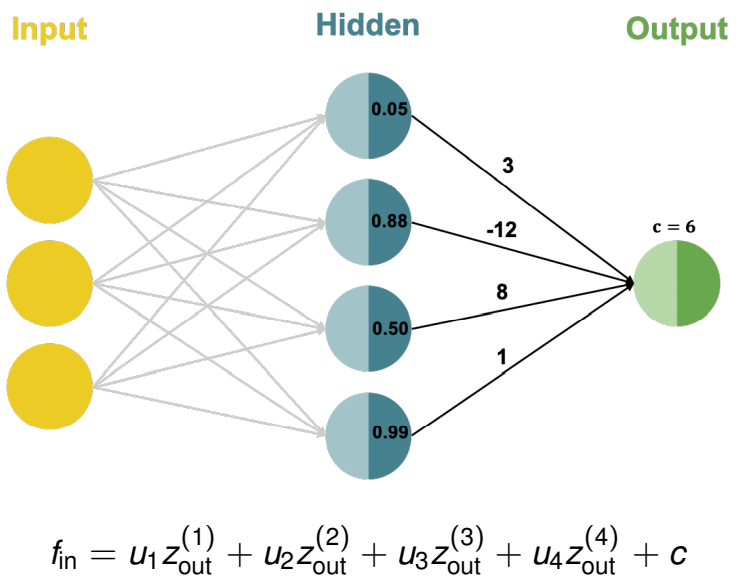 Input
Hidden
Output
0.05
3
0.88
-12
c = 6
8
0.50
1
0.99
f_in = u_1 z_out^(1) + u_2 z_out^(2) + u_3 z_out^(3) + u_4 z_out^(4) + c